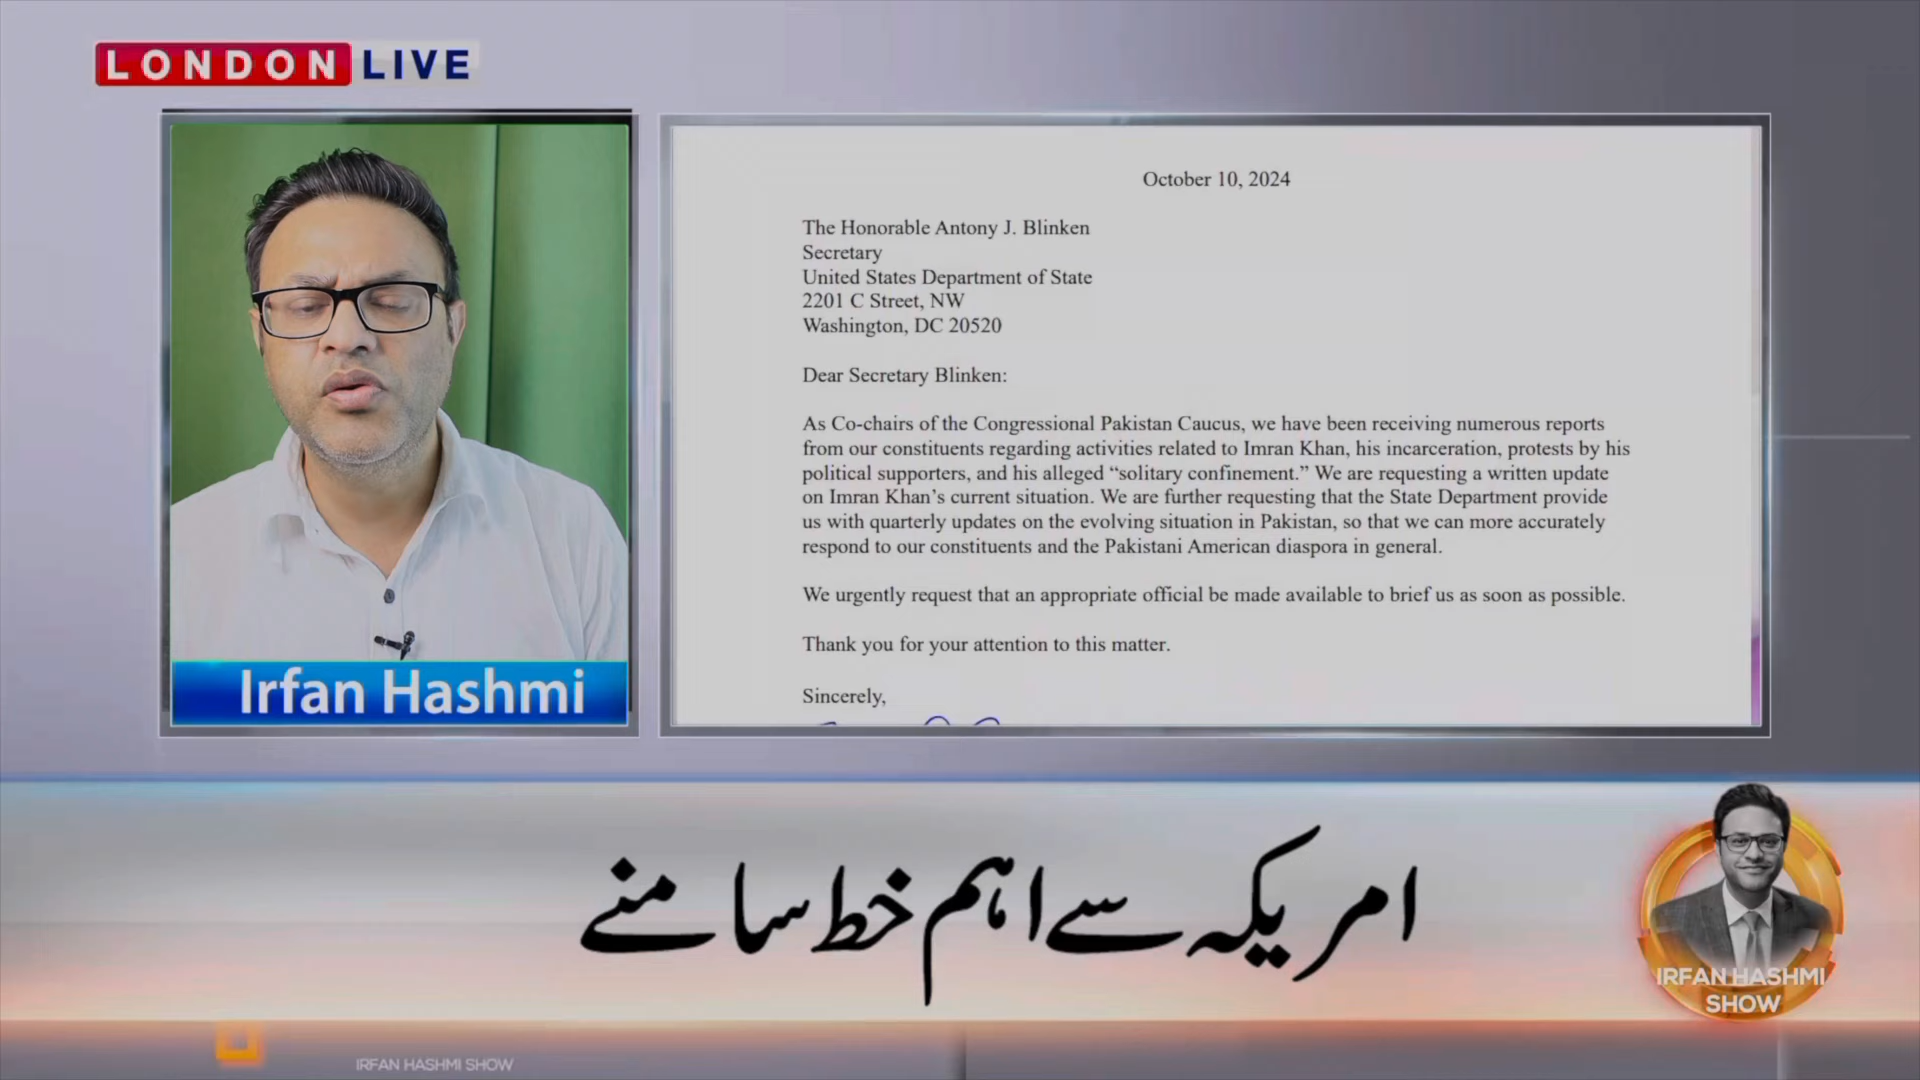 LONDON LIVE
October 10, 2024
The Honorable Antony J. Blinken
Secretary
United States Department of State
2201 C Street, NW
Washington, DC 20520
Dear Secretary Blinken:
As Co-chairs of the Congressional Pakistan Caucus, we have been receiving numerous reports
from our constituents regarding activities related to Imran Khan, his incarceration, protests by his
political supporters, and his alleged “solitary confinement.” We are requesting a written update
on Imran Khan’s current situation. We are further requesting that the State Department provide
us with quarterly updates on the evolving situation in Pakistan, so that we can more accurately
respond to our constituents and the Pakistani American diaspora in general.
We urgently request that an appropriate official be made available to brief us as soon as possible.
Thank you for your attention to this matter.
Sincerely,
Irfan Hashmi
امریکہ سے اہم خط سامنے
IRFAN HASHMI
SHOW
IRFAN HASHMI SHOW